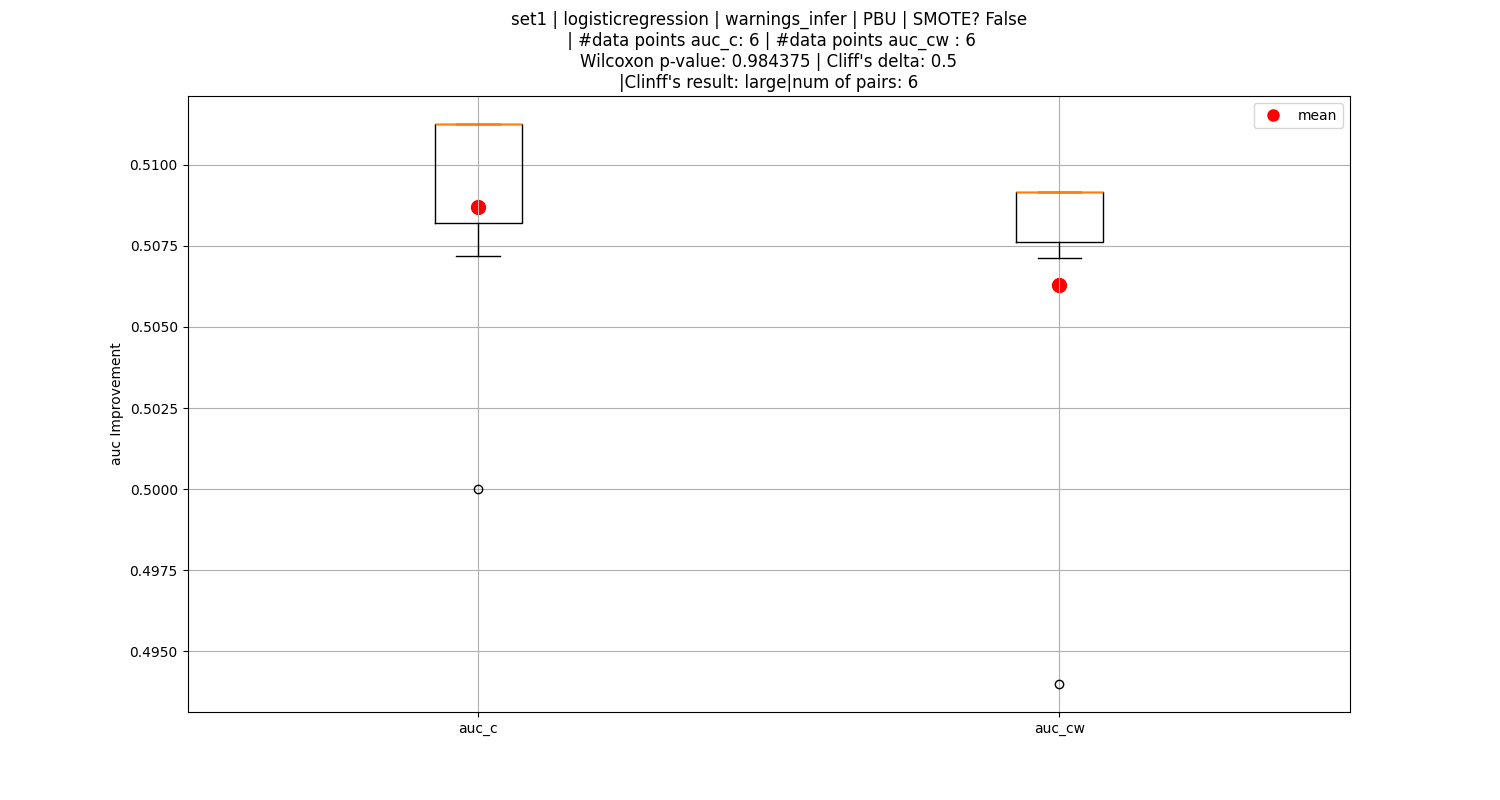 set1 | logisticregression | warnings_infer | PBU | SMOTE? False
| #data points auc_c: 6 | #data points auc_cw : 6
Wilcoxon p-value: 0.984375 | Cliff's delta: 0.5
|Clinff's result: large|num of pairs: 6
mean
0.5100
0.5075
0.5050
0.5025
0.5000
0.4975
0.4950
auc Improvement
auc_c
auc_cw